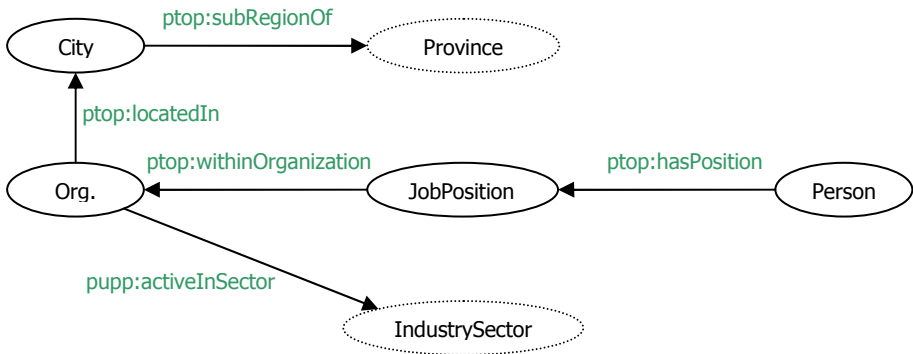 ptop:subRegionOf
City
Province
ptop:locatedIn
ptop:withinOrganization
ptop:hasPosition
Org.
JobPosition
Person
pupp:activeInSector
IndustrySector